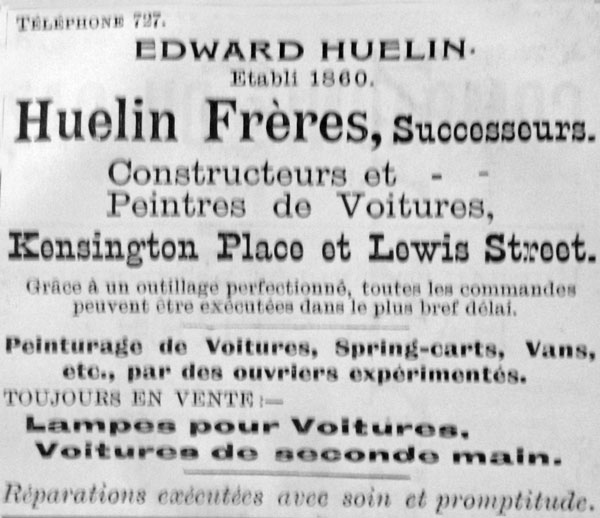 TÉLÉPHONE 727.
EDWARD HUELIN.
Etabli 1860.
Huelin Frères, Successeurs.
Constructeurs et - -
Peintres de Voitures,
Kensington Place et Lewis Street.
Grâce à un outillage perfectionné, toutes les commandes
peuvent être exécutées dans le plus bref délai.
Peinturage de Voitures, Spring-carts, Vans,
etc., par des ouvriers expérimentés.
TOUJOURS EN VENTE:—
Lampes pour Voitures.
Voitures de seconde main.
Réparations exécutées avec soin et promptitude.